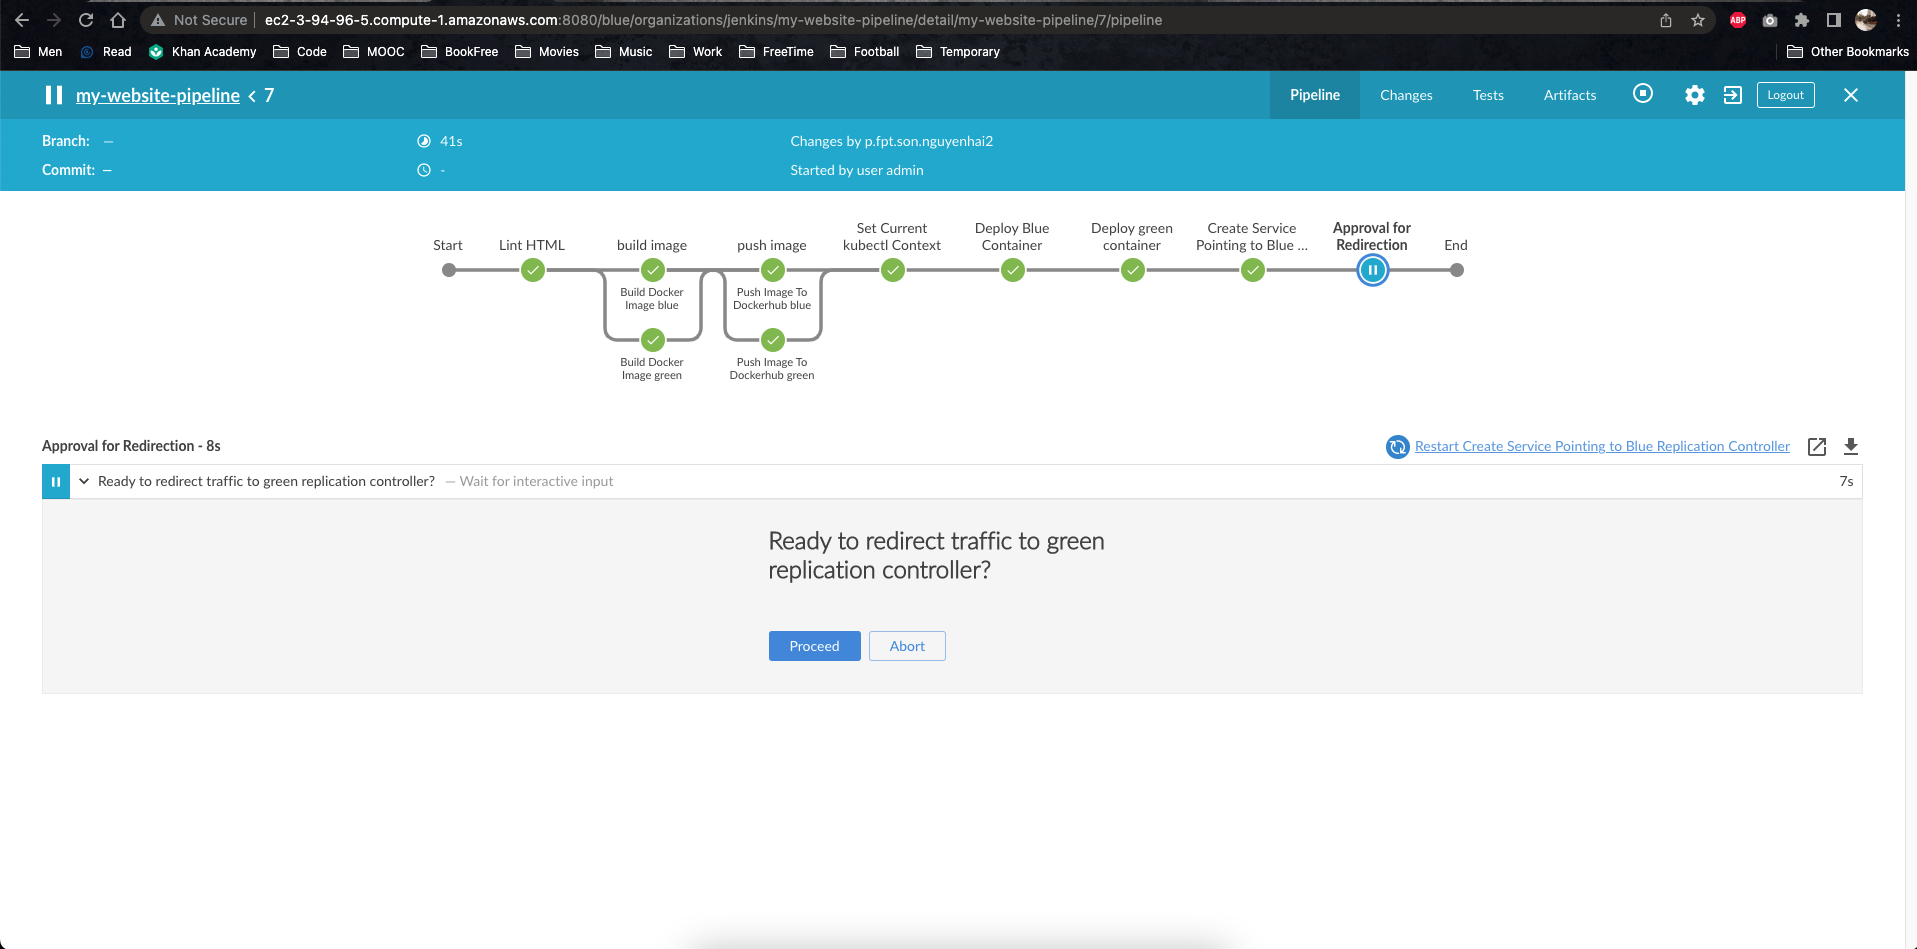 Not Secure ec2-3-94-96-5.compute-1.amazonaws.com:8080/blue/organizations/jenkins/my-website-pipeline/detail/my-website-pipeline/7/pipeline
ABP
Men Read Khan Academy Code MOOC BookFree Movies Music Work FreeTime Football Temporary Other Bookmarks
my-website-pipeline < 7 Pipeline Changes Tests Artifacts Logout
Branch: — 41s Changes by p.fpt.son.nguyenhai2
Commit: — - Started by user admin
Start
Lint HTML
build image
push image
Set Current
kubectl Context
Deploy Blue
Container
Deploy green
container
Create Service
Pointing to Blue ...
Approval for
Redirection
End
Build Docker
Image blue
Push Image To
Dockerhub blue
Build Docker
Image green
Push Image To
Dockerhub green
Approval for Redirection - 8s Restart Create Service Pointing to Blue Replication Controller
Ready to redirect traffic to green replication controller? — Wait for interactive input 7s
Ready to redirect traffic to green
replication controller?
Proceed Abort